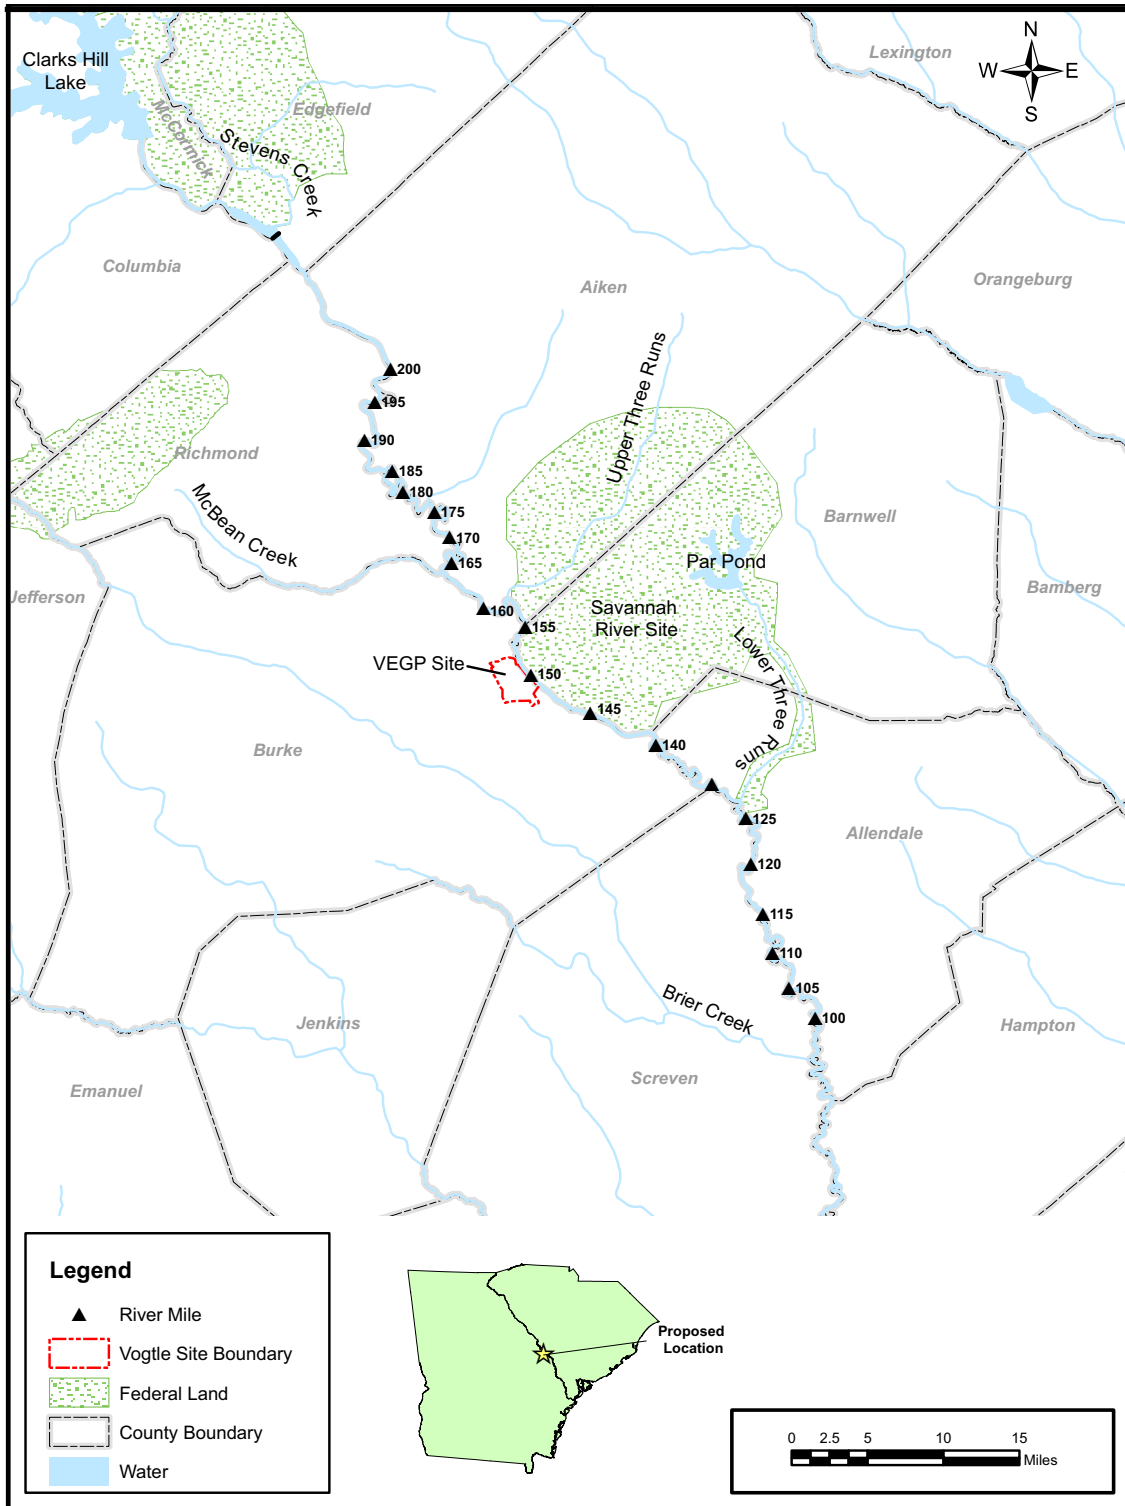 Clarks Hill
Lake
Lexington
N
W
E
S
Edgefield
McCormick
Stevens Creek
Columbia
Aiken
Orangeburg
200
195
190
Upper Three Runs
Richmond
185
180
McBean Creek
175
Barnwell
170
165
Par Pond
Bamberg
Jefferson
160
Savannah
River Site
155
Lower Three Runs
VEGP Site
150
145
140
Burke
125
Allendale
120
115
110
105
Brier Creek
100
Jenkins
Hampton
Screven
Emanuel
Legend
River Mile
Vogtle Site Boundary
Federal Land
County Boundary
Water
Proposed
Location
0 2.5 5 10 15
Miles